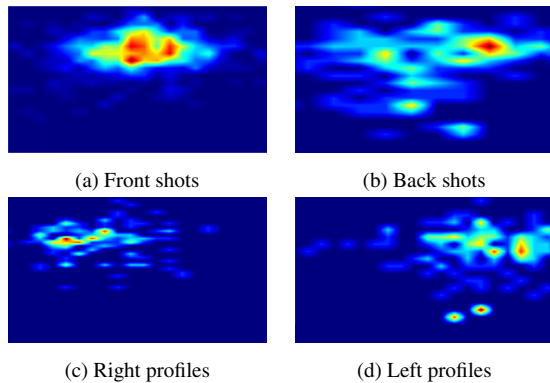 (a) Front shots
(b) Back shots
(c) Right profiles
(d) Left profiles